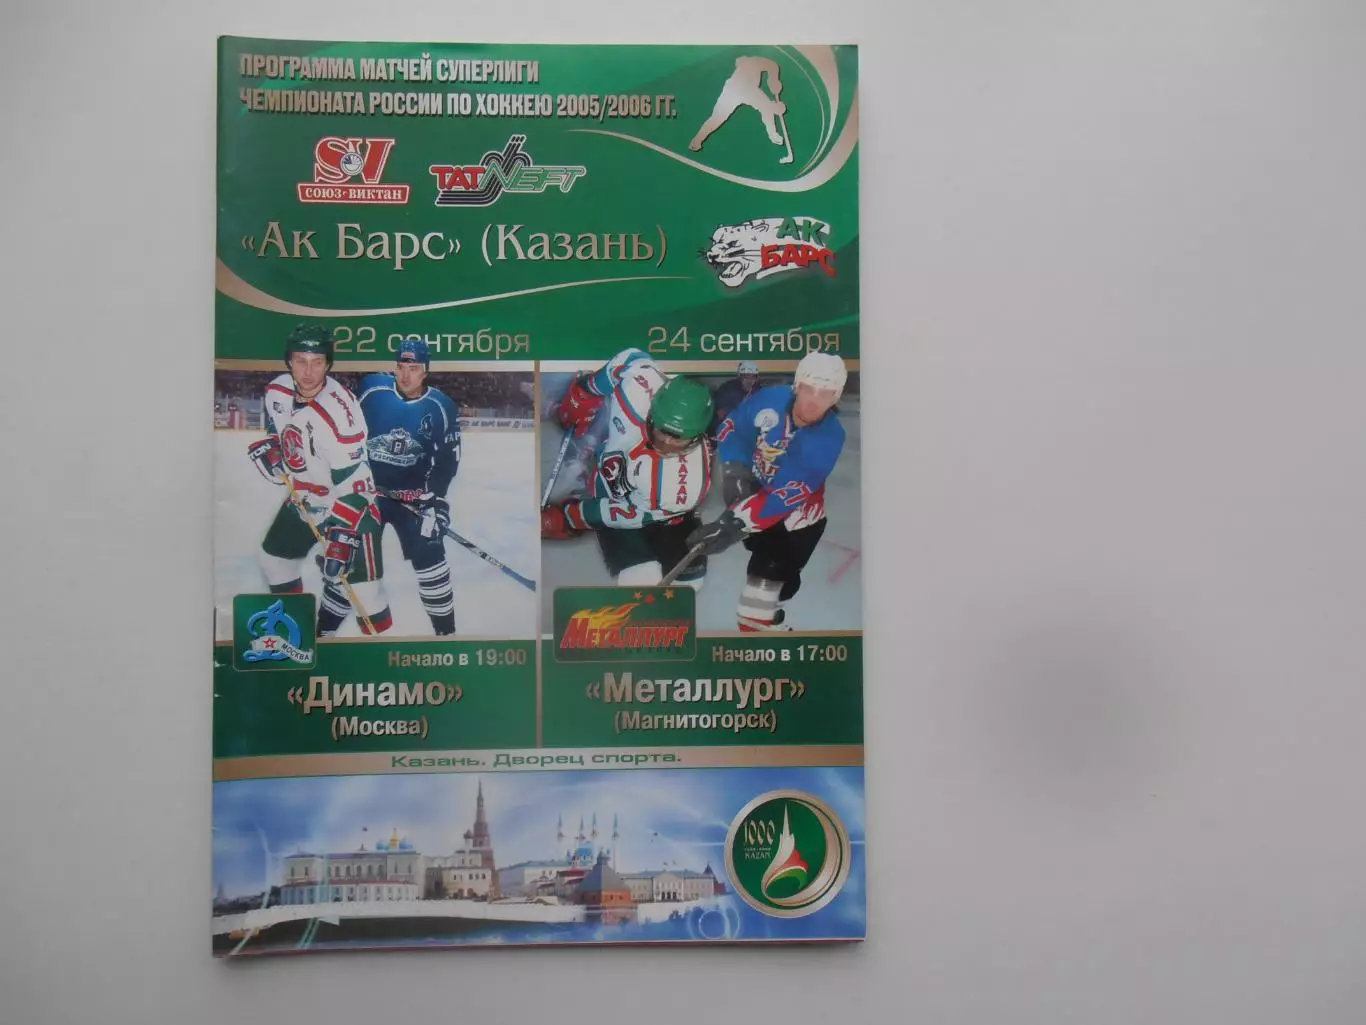 ПРОГРАММА МАТЧЕЙ СУПЕРЛИГИ
ЧЕМПИОНАТА РОССИИ ПО ХОККЕЮ 2005/2006 ГГ.
SV
СОЮЗ-ВИКТАН
TATNEFT
«Ак Барс» (Казань)
АК
БАРС
22 сентября
24 сентября
KAZAN
МОСКВА
Начало в 19:00
«Динамо»
(Москва)
МЕТАЛЛУРГ
Начало в 17:00
«Металлург»
(Магнитогорск)
Казань. Дворец спорта.
1000
KAZAN